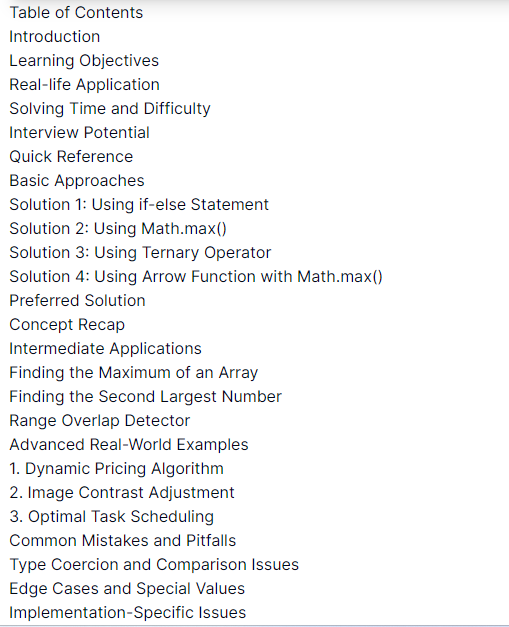 Table of Contents
Introduction
Learning Objectives
Real-life Application
Solving Time and Difficulty
Interview Potential
Quick Reference
Basic Approaches
Solution 1: Using if-else Statement
Solution 2: Using Math.max()
Solution 3: Using Ternary Operator
Solution 4: Using Arrow Function with Math.max()
Preferred Solution
Concept Recap
Intermediate Applications
Finding the Maximum of an Array
Finding the Second Largest Number
Range Overlap Detector
Advanced Real-World Examples
1. Dynamic Pricing Algorithm
2. Image Contrast Adjustment
3. Optimal Task Scheduling
Common Mistakes and Pitfalls
Type Coercion and Comparison Issues
Edge Cases and Special Values
Implementation-Specific Issues